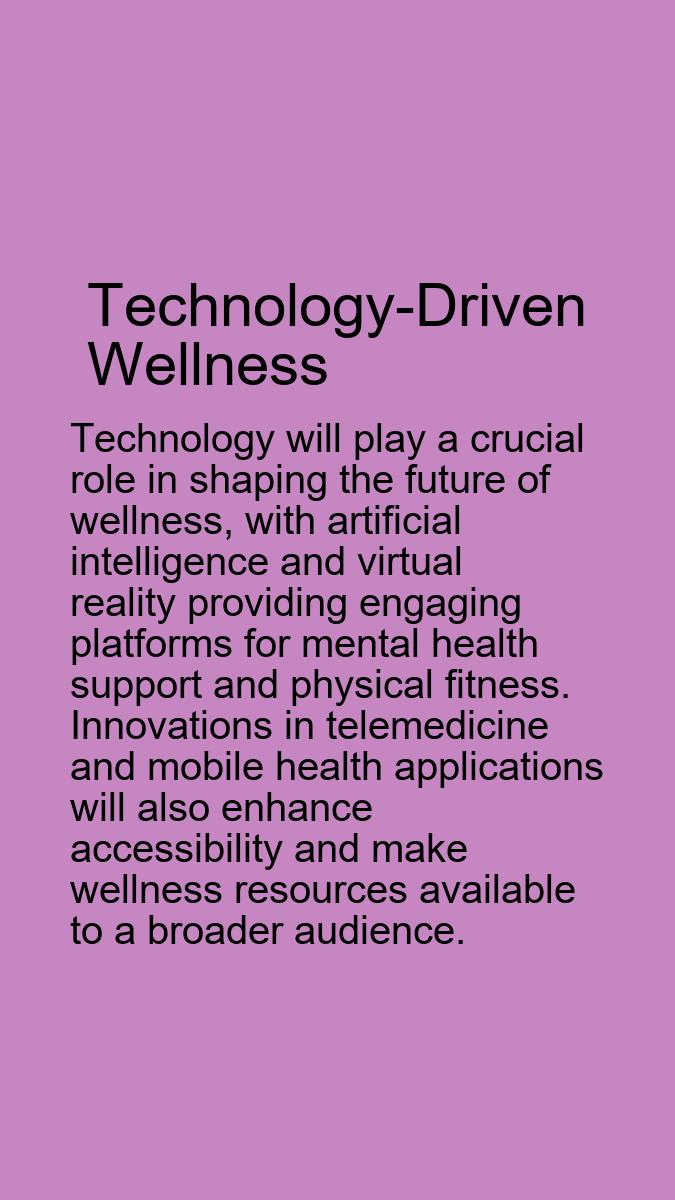 Technology-Driven
Wellness
Technology will play a crucial
role in shaping the future of
wellness, with artificial
intelligence and virtual
reality providing engaging
platforms for mental health
support and physical fitness.
Innovations in telemedicine
and mobile health applications
will also enhance
accessibility and make
wellness resources available
to a broader audience.